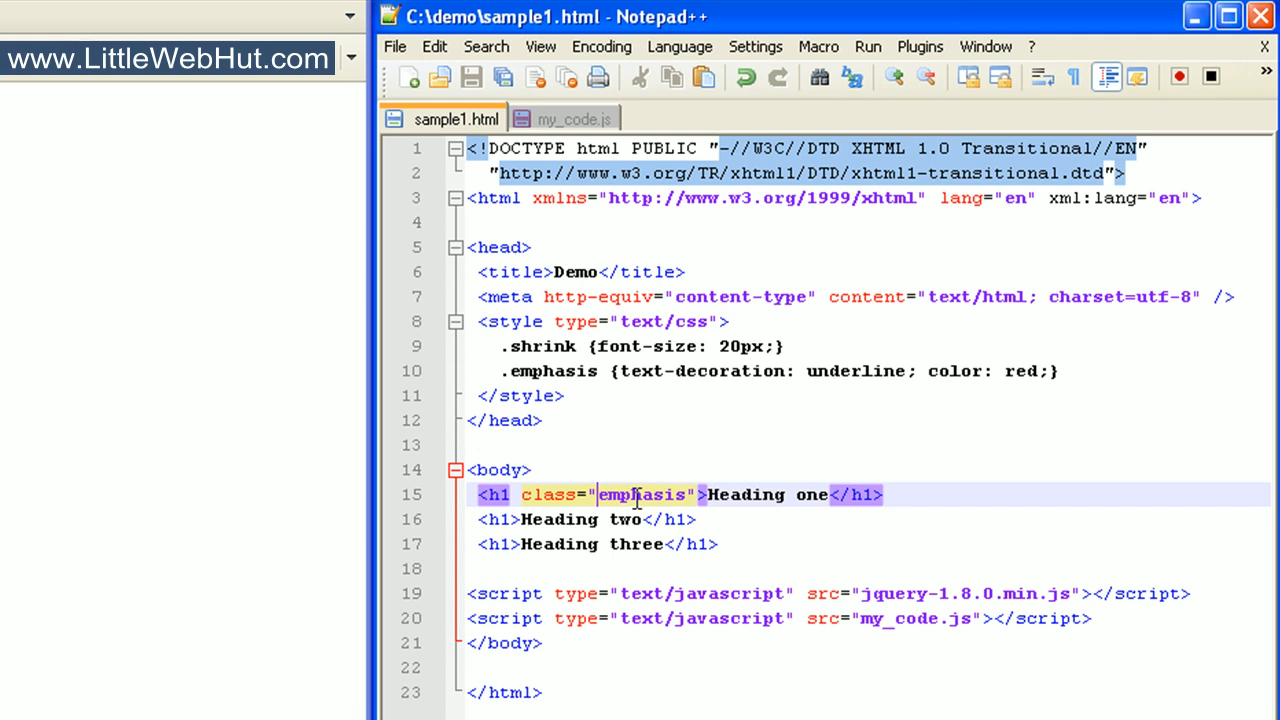 www.LittleWebHut.com
C:\demo\sample1.html - Notepad++
File Edit Search View Encoding Language Settings Macro Run Plugins Window ? X
sample1.html my_code.js
1 <!DOCTYPE html PUBLIC "-//W3C//DTD XHTML 1.0 Transitional//EN"
2 "http://www.w3.org/TR/xhtml1/DTD/xhtml1-transitional.dtd">
3 <html xmlns="http://www.w3.org/1999/xhtml" lang="en" xml:lang="en">
4
5 <head>
6 <title>Demo</title>
7 <meta http-equiv="content-type" content="text/html; charset=utf-8" />
8 <style type="text/css">
9 .shrink {font-size: 20px;}
10 .emphasis {text-decoration: underline; color: red;}
11 </style>
12 </head>
13
14 <body>
15 <h1 class="emphasis">Heading one</h1>
16 <h1>Heading two</h1>
17 <h1>Heading three</h1>
18
19 <script type="text/javascript" src="jquery-1.8.0.min.js"></script>
20 <script type="text/javascript" src="my_code.js"></script>
21 </body>
22
23 </html>